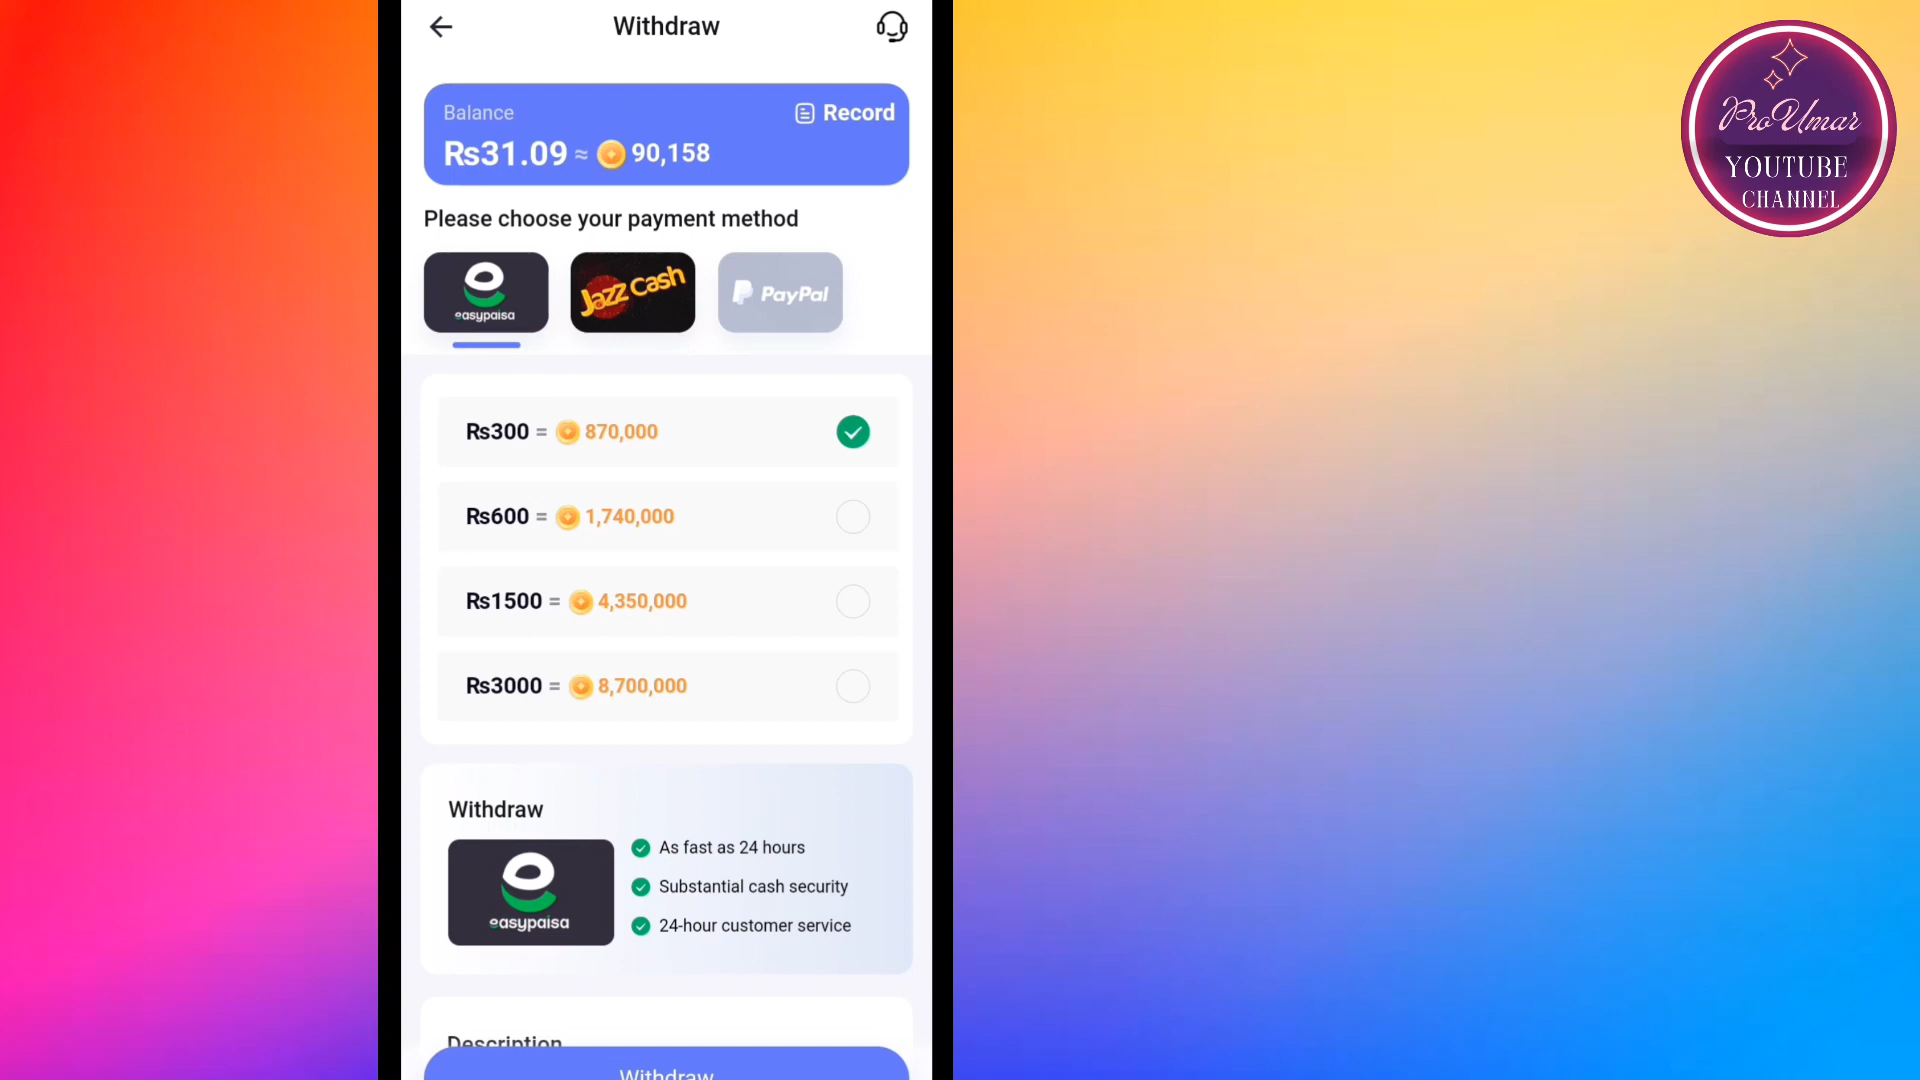 Withdraw
Balance
Record
₨31.09 ≈ 90,158
Please choose your payment method
easypaisa
Jazz Cash
PayPal
₨300 = 870,000
₨600 = 1,740,000
₨1500 = 4,350,000
₨3000 = 8,700,000
Withdraw
easypaisa
As fast as 24 hours
Substantial cash security
24-hour customer service
Description
Withdraw
ProUmar
YOUTUBE
CHANNEL